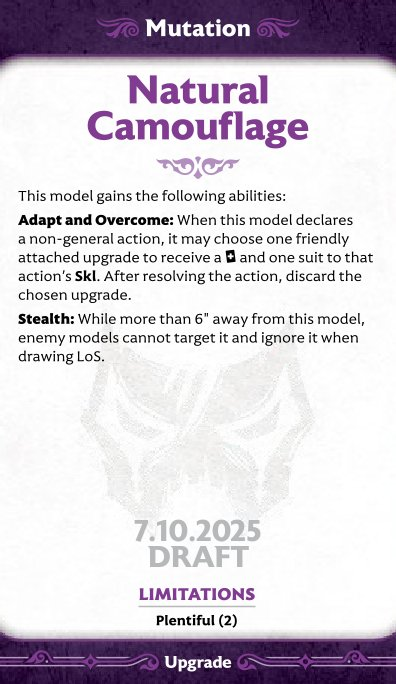 Mutation
Natural
Camouflage
This model gains the following abilities:
Adapt and Overcome: When this model declares
a non-general action, it may choose one friendly
attached upgrade to receive a and one suit to that
action's Skl. After resolving the action, discard the
chosen upgrade.
Stealth: While more than 6" away from this model,
enemy models cannot target it and ignore it when
drawing LoS.
7.10.2025
DRAFT
LIMITATIONS
Plentiful (2)
Upgrade